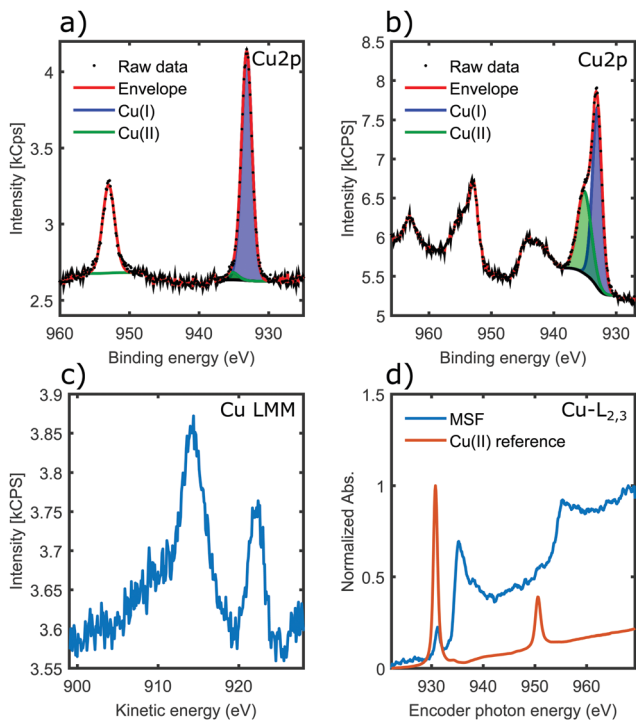 a)
Cu2p
Raw data
Envelope
Cu(I)
Cu(II)
Intensity [kCps]
4
3.5
3
2.5
960 950 940 930
Binding energy (eV)
b)
Cu2p
Raw data
Envelope
Cu(I)
Cu(II)
Intensity [kCPS]
8.5
8
7.5
7
6.5
6
5.5
5
960 950 940 930
Binding energy (eV)
c)
Cu LMM
Intensity [kCPS]
3.9
3.85
3.8
3.75
3.7
3.65
3.6
3.55
900 910 920
Kinetic energy (eV)
d)
Cu-L2,3
MSF
Cu(II) reference
Normalized Abs.
1.5
1
0.5
0
930 940 950 960
Encoder photon energy (eV)